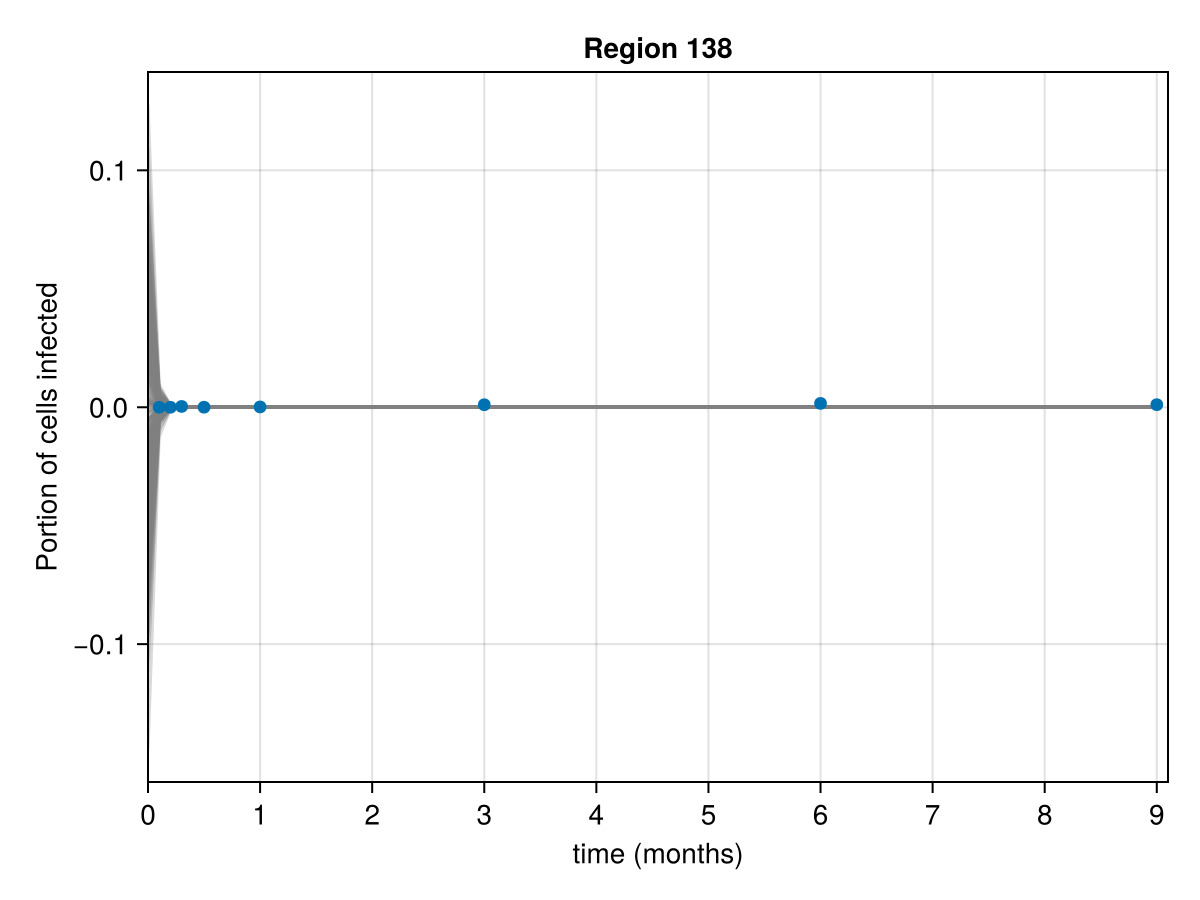 Region 138
Portion of cells infected
0.1
0.0
−0.1
0 1 2 3 4 5 6 7 8 9
time (months)